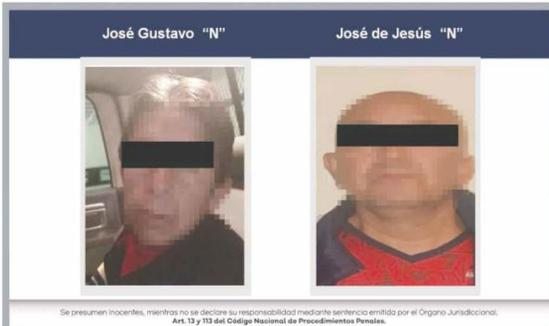 José Gustavo “N”
José de Jesús “N”
Se presumen inocentes, mientras no se declare su responsabilidad mediante sentencia emitida por el Órgano Jurisdiccional.
Art. 13 y 113 del Código Nacional de Procedimientos Penales.